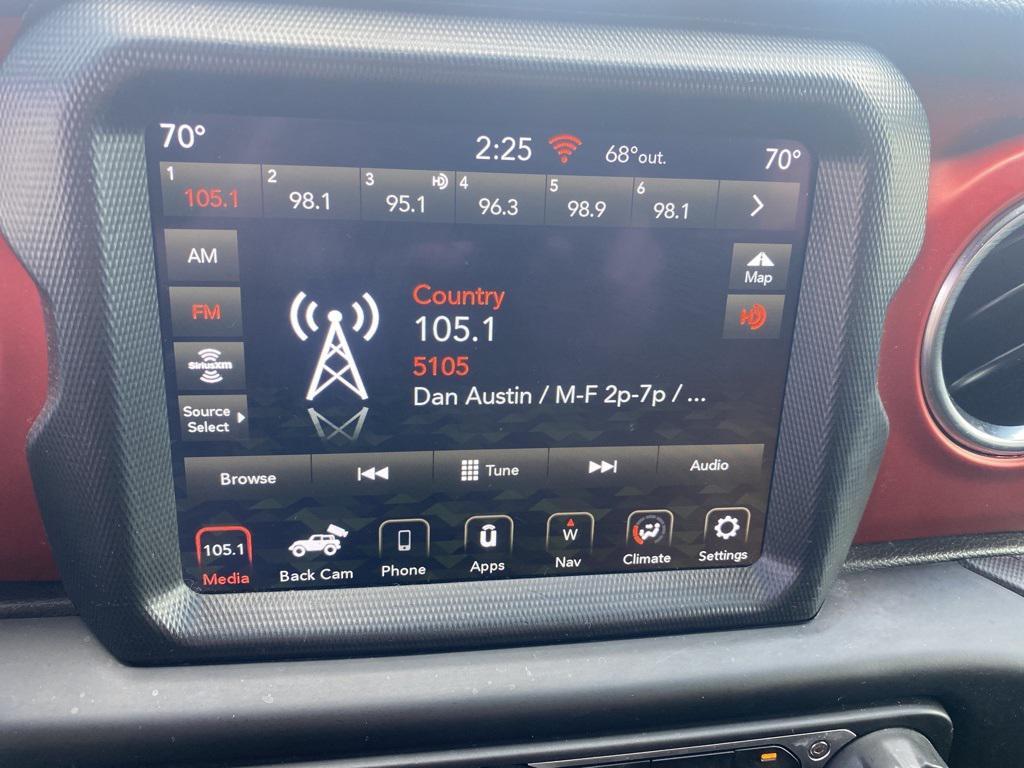 70° 2:25 68°out. 70°
1 105.1 2 98.1 3 HD 95.1 4 96.3 5 98.9 6 98.1
AM
FM
SiriusXM
Source
Select
Country
105.1
5105
Dan Austin / M-F 2p-7p / ...
Map
HD
Browse Tune Audio
105.1 W
Media Back Cam Phone Apps Nav Climate Settings